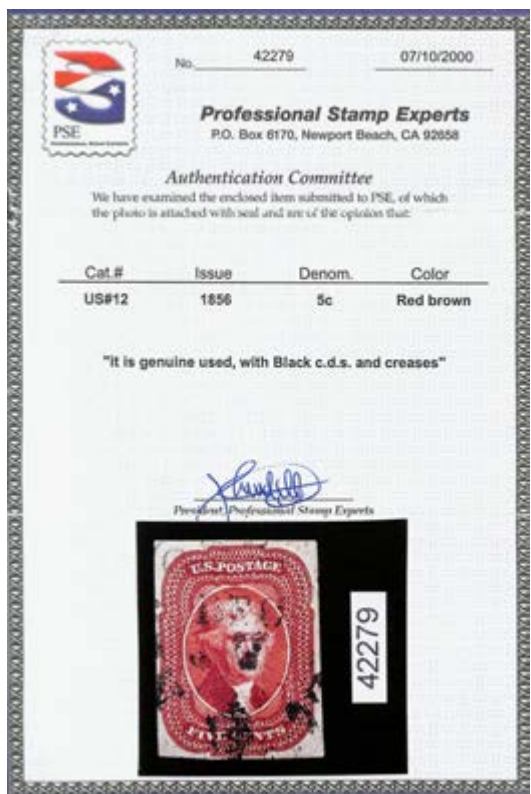 No. 42279 07/10/2000
PSE
Professional Stamp Experts
P.O. Box 6170, Newport Beach, CA 92658
Authentication Committee
We have examined the enclosed item submitted to PSE, of which
the photo is attached with seal and are of the opinion that:
Cat.# Issue Denom. Color
US#12 1856 5c Red brown
"it is genuine used, with Black c.d.s. and creases"
President, Professional Stamp Experts
U.S. POSTAGE
FIVE CENTS
42279